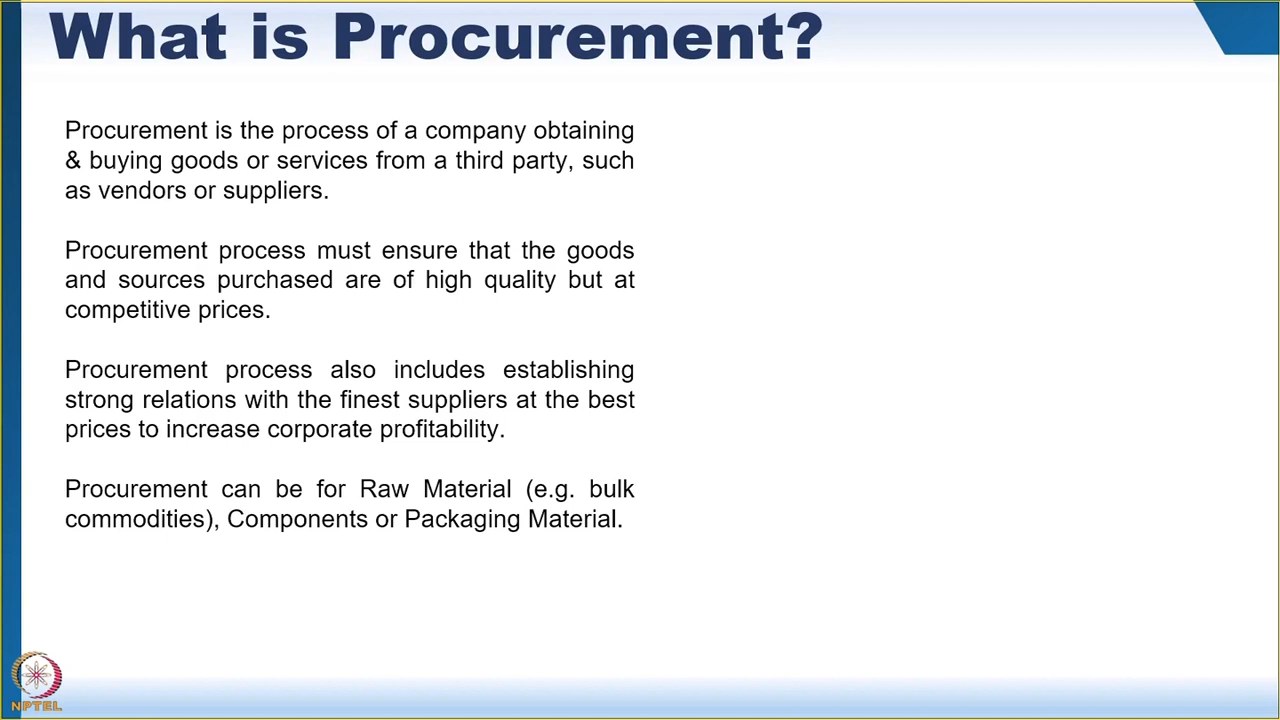 What is Procurement?
Procurement is the process of a company obtaining
& buying goods or services from a third party, such
as vendors or suppliers.
Procurement process must ensure that the goods
and sources purchased are of high quality but at
competitive prices.
Procurement process also includes establishing
strong relations with the finest suppliers at the best
prices to increase corporate profitability.
Procurement can be for Raw Material (e.g. bulk
commodities), Components or Packaging Material.
NPTEL